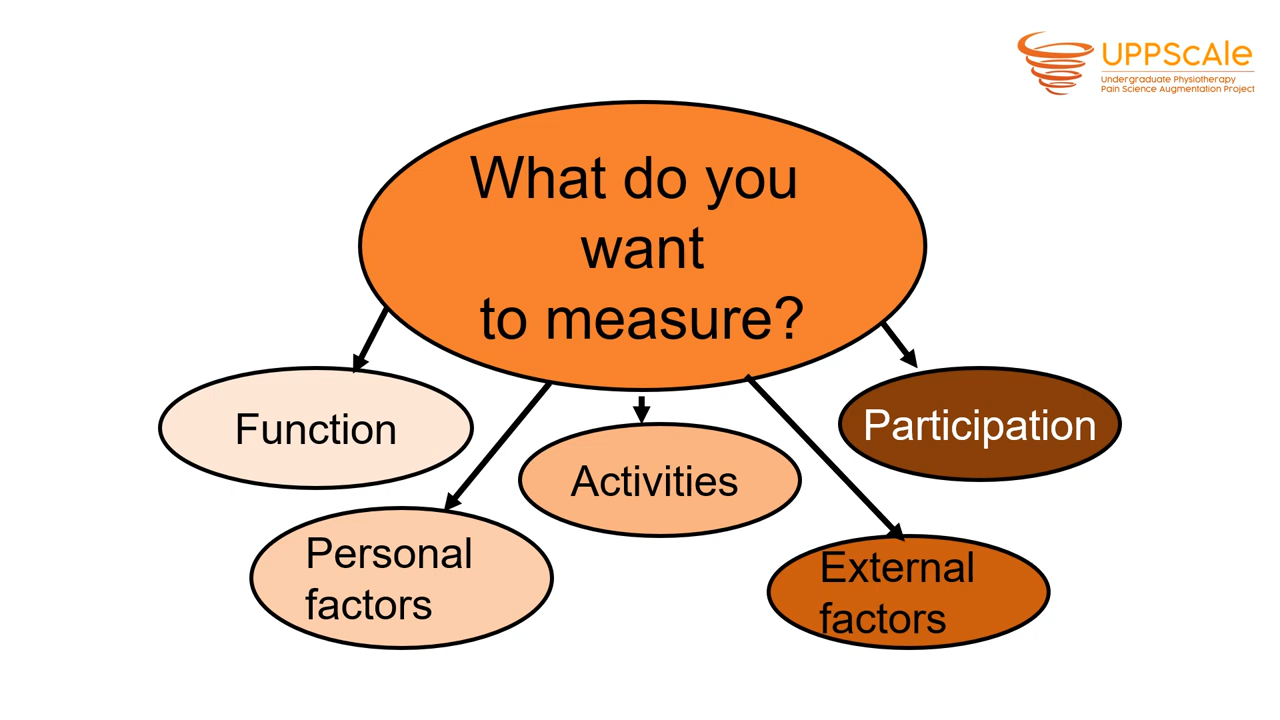 UPPScale
Undergraduate Physiotherapy
Pain Science Augmentation Project
What do you
want
to measure?
Function
Personal
factors
Activities
External
factors
Participation